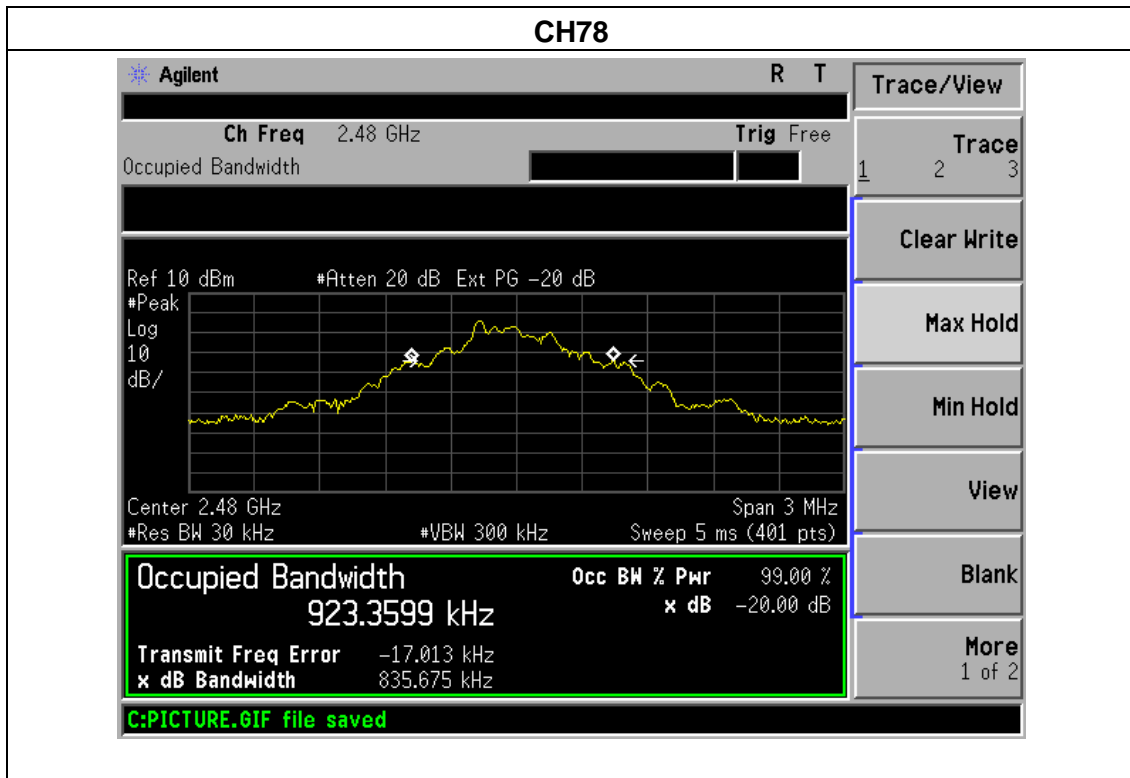 CH78
Agilent R T
Ch Freq 2.48 GHz Trig Free
Occupied Bandwidth
Ref 10 dBm #Atten 20 dB Ext PG −20 dB
#Peak
Log
10
dB/
Center 2.48 GHz Span 3 MHz
#Res BW 30 kHz #VBW 300 kHz Sweep 5 ms (401 pts)
Occupied Bandwidth Occ BW % Pwr 99.00 %
923.3599 kHz x dB −20.00 dB
Transmit Freq Error −17.013 kHz
x dB Bandwidth 835.675 kHz
C:PICTURE.GIF file saved
Trace/View
Trace
1 2 3
Clear Write
Max Hold
Min Hold
View
Blank
More
1 of 2